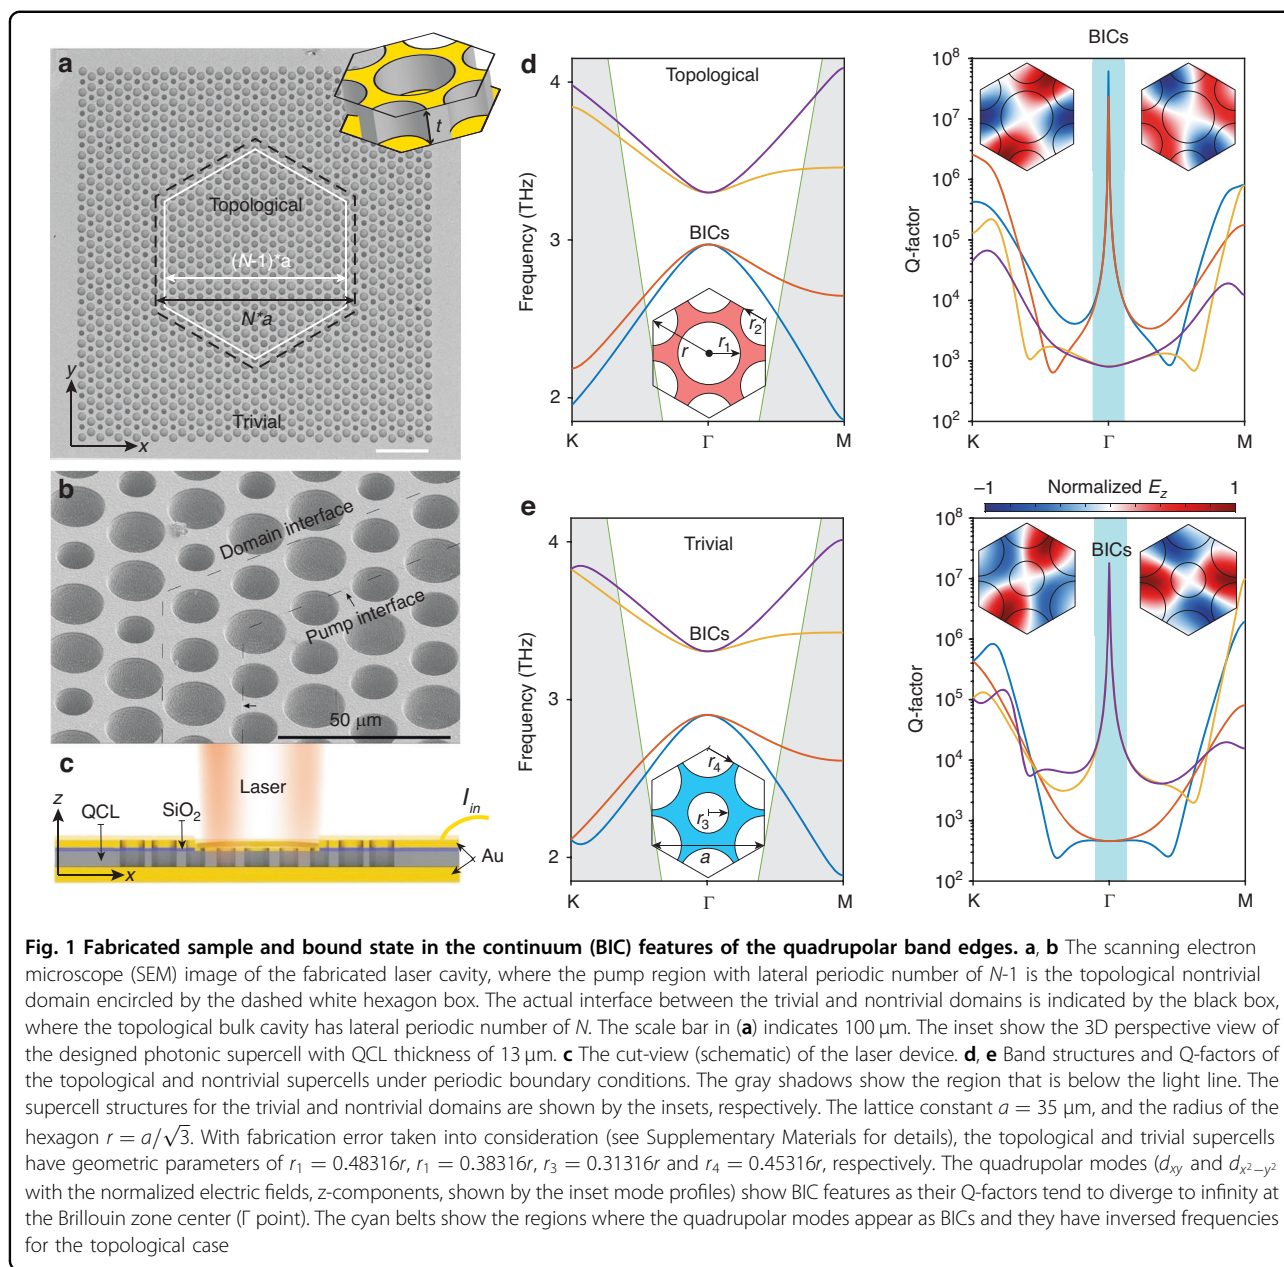 a
t
Topological
(N-1)*a
N*a
y
x
Trivial
b
Domain interface
Pump interface
50 μm
c
z
QCL
SiO2
Laser
Iin
Au
x
d
Topological
BICs
r
r1
r2
Frequency (THz)
4
3
2
K Γ M
BICs
Q-factor
10^8
10^7
10^6
10^5
10^4
10^3
10^2
K Γ M
e
Trivial
BICs
r4
r3
a
Frequency (THz)
4
3
2
K Γ M
–1 Normalized Ez 1
BICs
Q-factor
10^8
10^7
10^6
10^5
10^4
10^3
10^2
K Γ M
Fig. 1 Fabricated sample and bound state in the continuum (BIC) features of the quadrupolar band edges. a, b The scanning electron
microscope (SEM) image of the fabricated laser cavity, where the pump region with lateral periodic number of N-1 is the topological nontrivial
domain encircled by the dashed white hexagon box. The actual interface between the trivial and nontrivial domains is indicated by the black box,
where the topological bulk cavity has lateral periodic number of N. The scale bar in (a) indicates 100 μm. The inset show the 3D perspective view of
the designed photonic supercell with QCL thickness of 13 μm. c The cut-view (schematic) of the laser device. d, e Band structures and Q-factors of
the topological and nontrivial supercells under periodic boundary conditions. The gray shadows show the region that is below the light line. The
supercell structures for the trivial and nontrivial domains are shown by the insets, respectively. The lattice constant a = 35 μm, and the radius of the
hexagon r = a/√3. With fabrication error taken into consideration (see Supplementary Materials for details), the topological and trivial supercells
have geometric parameters of r1 = 0.48316r, r1 = 0.38316r, r3 = 0.31316r and r4 = 0.45316r, respectively. The quadrupolar modes (dxy and dx²−y²
with the normalized electric fields, z-components, shown by the inset mode profiles) show BIC features as their Q-factors tend to diverge to infinity at
the Brillouin zone center (Γ point). The cyan belts show the regions where the quadrupolar modes appear as BICs and they have inversed frequencies
for the topological case